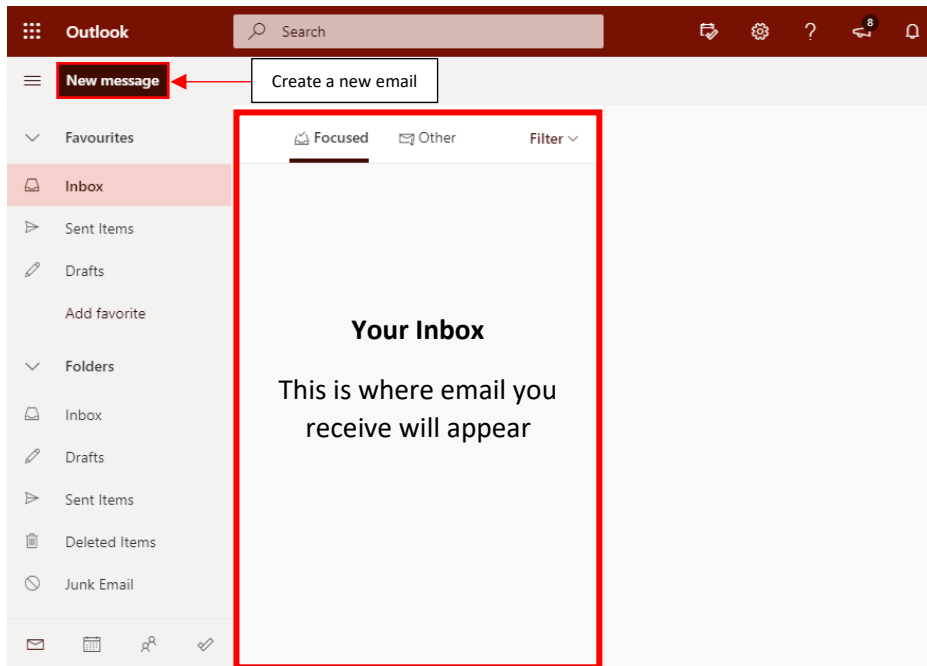 Outlook
Search
?
8
New message
Create a new email
Favourites
Inbox
Sent Items
Drafts
Add favorite
Folders
Inbox
Drafts
Sent Items
Deleted Items
Junk Email
Focused Other Filter
Your Inbox
This is where email you
receive will appear